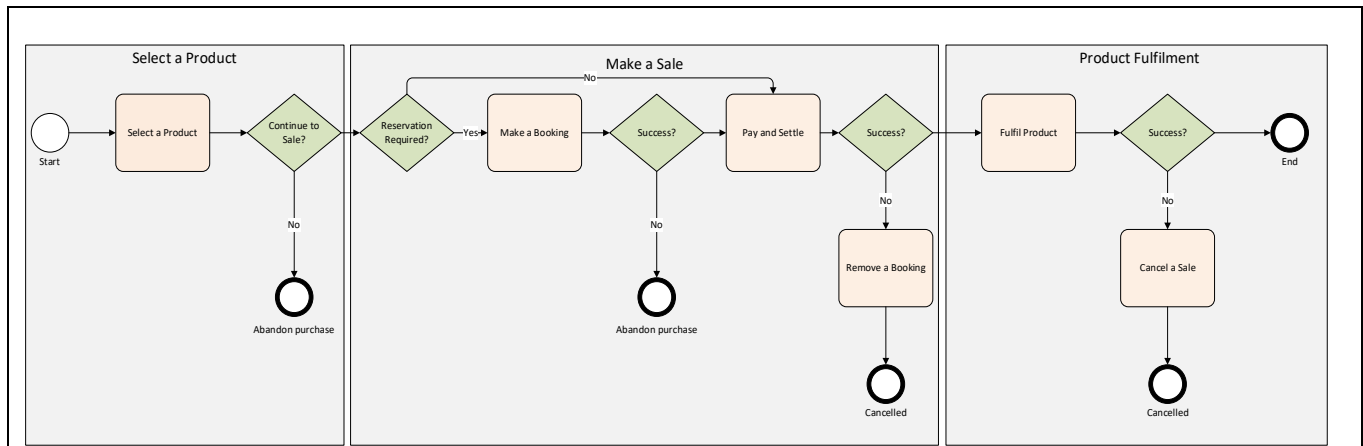 Select a Product
Make a Sale
Product Fulfilment
No
Start
Select a Product
Continue to
Sale?
Reservation
Required?
Yes
Make a Booking
Success?
Pay and Settle
Success?
Fulfil Product
Success?
End
No
No
No
No
Abandon purchase
Abandon purchase
Remove a Booking
Cancel a Sale
Cancelled
Cancelled